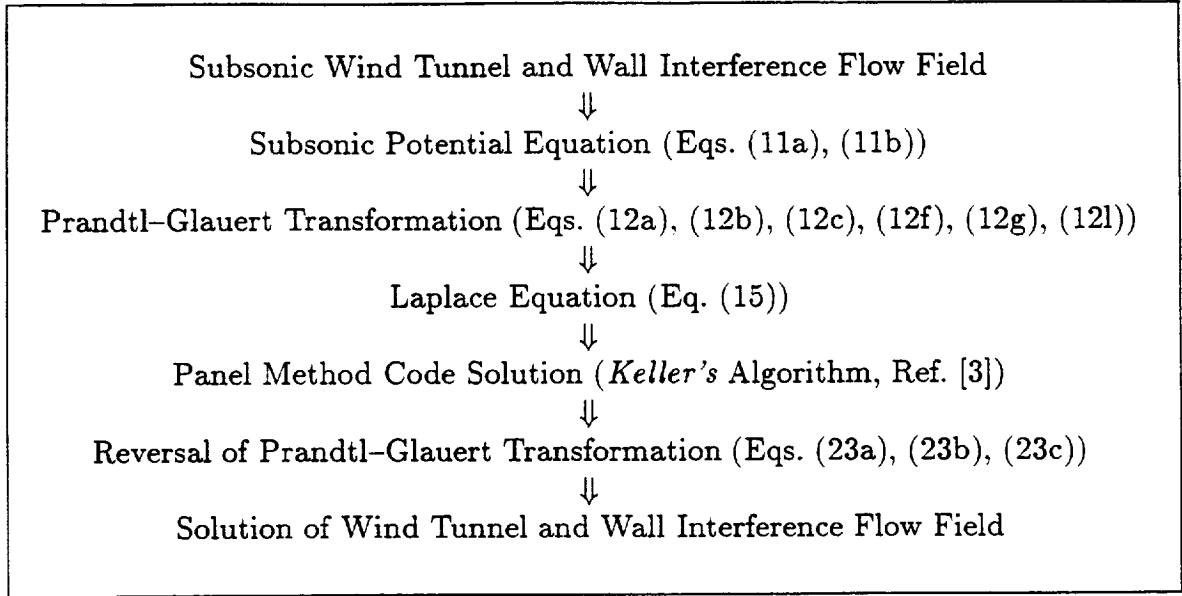 Subsonic Wind Tunnel and Wall Interference Flow Field
⇓
Subsonic Potential Equation (Eqs. (11a), (11b))
⇓
Prandtl–Glauert Transformation (Eqs. (12a), (12b), (12c), (12f), (12g), (12l))
⇓
Laplace Equation (Eq. (15))
⇓
Panel Method Code Solution (Keller's Algorithm, Ref. [3])
⇓
Reversal of Prandtl–Glauert Transformation (Eqs. (23a), (23b), (23c))
⇓
Solution of Wind Tunnel and Wall Interference Flow Field